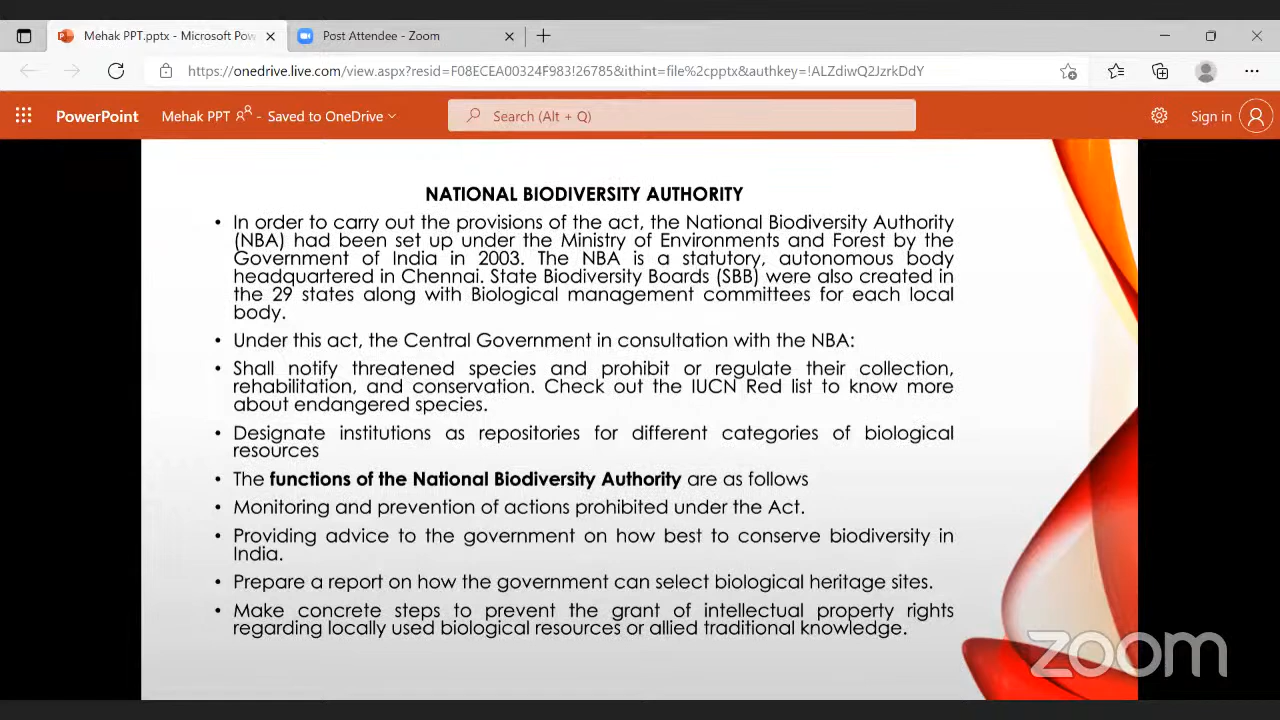 Mehak PPT.pptx - Microsoft Pow
Post Attendee - Zoom
https://onedrive.live.com/view.aspx?resid=F08ECEA00324F983!26785&ithint=file%2cpptx&authkey=!ALZdiwQ2JzrkDdY
PowerPoint Mehak PPT - Saved to OneDrive Search (Alt + Q) Sign in
NATIONAL BIODIVERSITY AUTHORITY
• In order to carry out the provisions of the act, the National Biodiversity Authority
(NBA) had been set up under the Ministry of Environments and Forest by the
Government of India in 2003. The NBA is a statutory, autonomous body
headquartered in Chennai. State Biodiversity Boards (SBB) were also created in
the 29 states along with Biological management committees for each local
body.
• Under this act, the Central Government in consultation with the NBA:
• Shall notify threatened species and prohibit or regulate their collection,
rehabilitation, and conservation. Check out the IUCN Red list to know more
about endangered species.
• Designate institutions as repositories for different categories of biological
resources
• The functions of the National Biodiversity Authority are as follows
• Monitoring and prevention of actions prohibited under the Act.
• Providing advice to the government on how best to conserve biodiversity in
India.
• Prepare a report on how the government can select biological heritage sites.
• Make concrete steps to prevent the grant of intellectual property rights
regarding locally used biological resources or allied traditional knowledge.
zoom